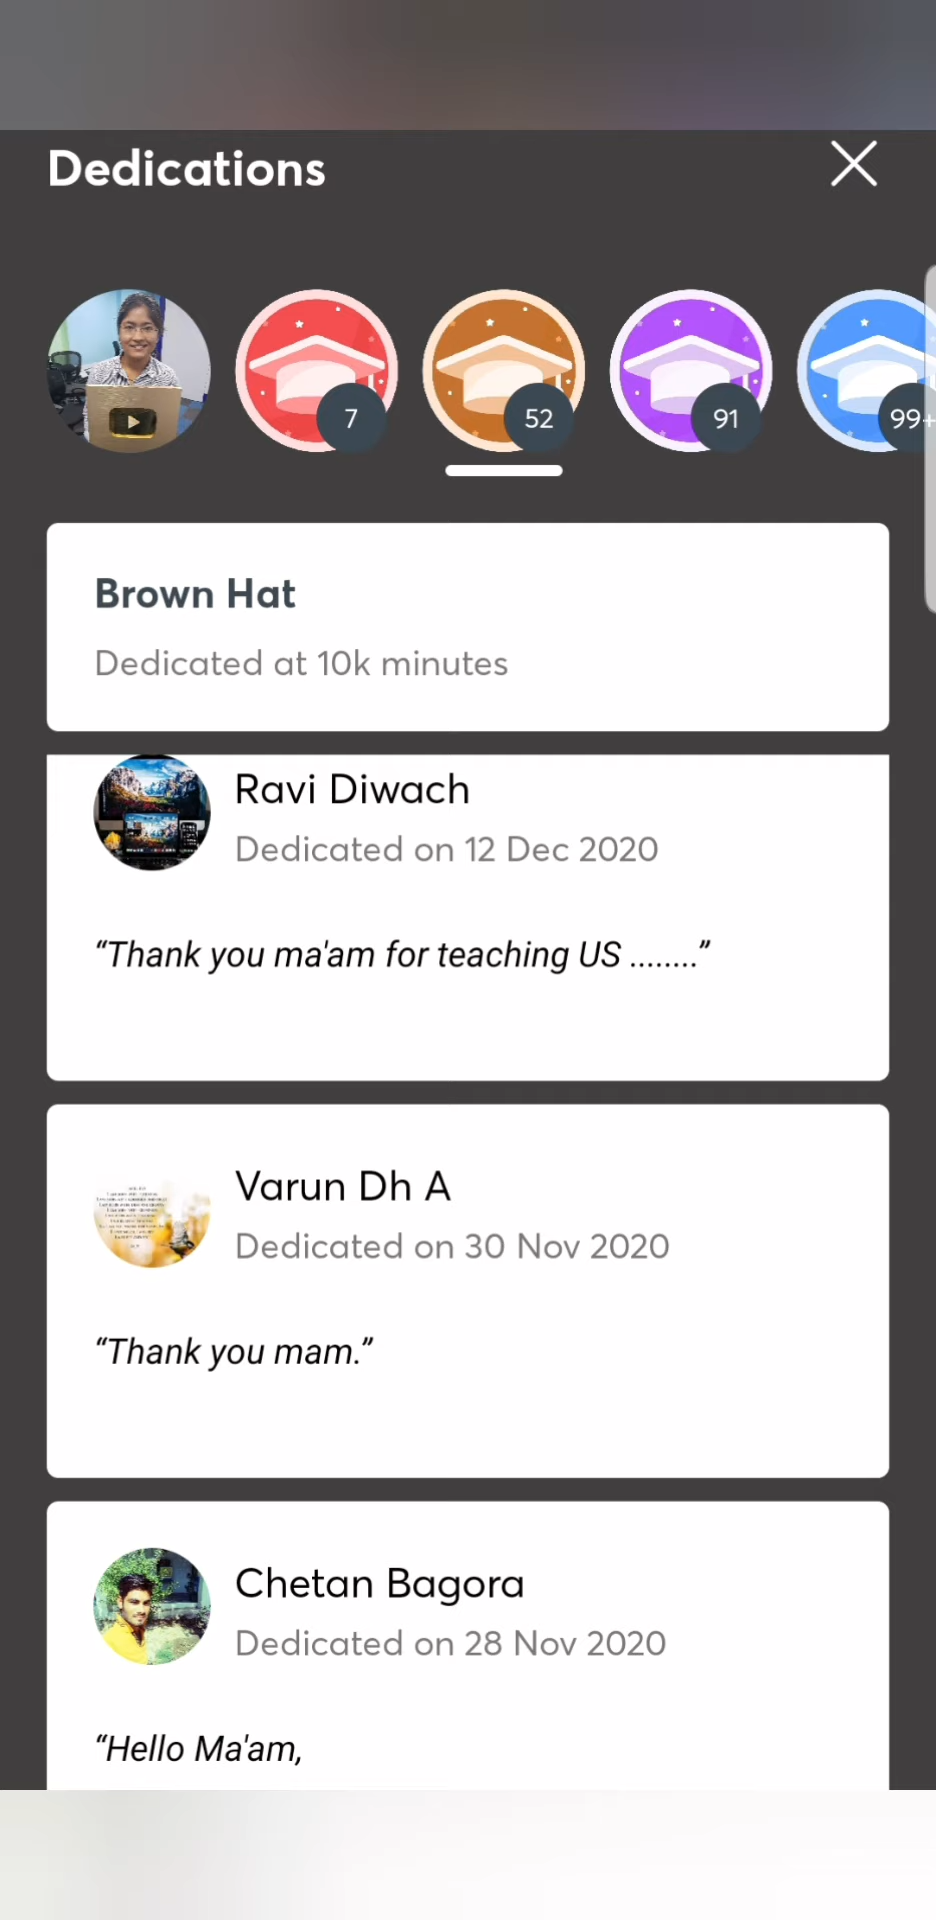 Dedications
7
52
91
99+
Brown Hat
Dedicated at 10k minutes
Ravi Diwach
Dedicated on 12 Dec 2020
“Thank you ma'am for teaching US ........”
Varun Dh A
Dedicated on 30 Nov 2020
“Thank you mam.”
Chetan Bagora
Dedicated on 28 Nov 2020
“Hello Ma'am,